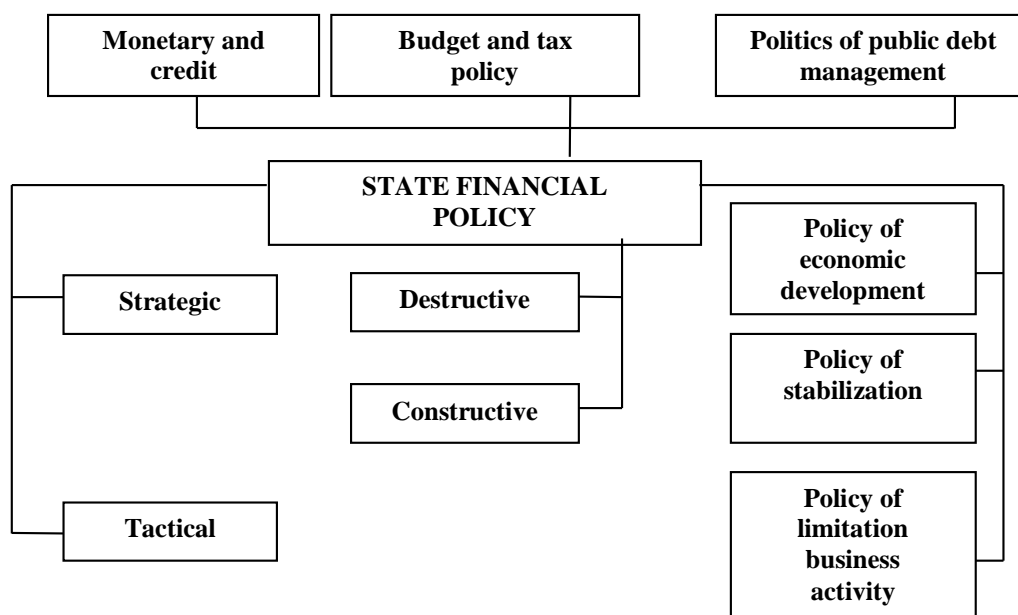 Monetary and
credit
Budget and tax
policy
Politics of public debt
management
STATE FINANCIAL
POLICY
Strategic
Tactical
Destructive
Constructive
Policy of
economic
development
Policy of
stabilization
Policy of
limitation
business
activity